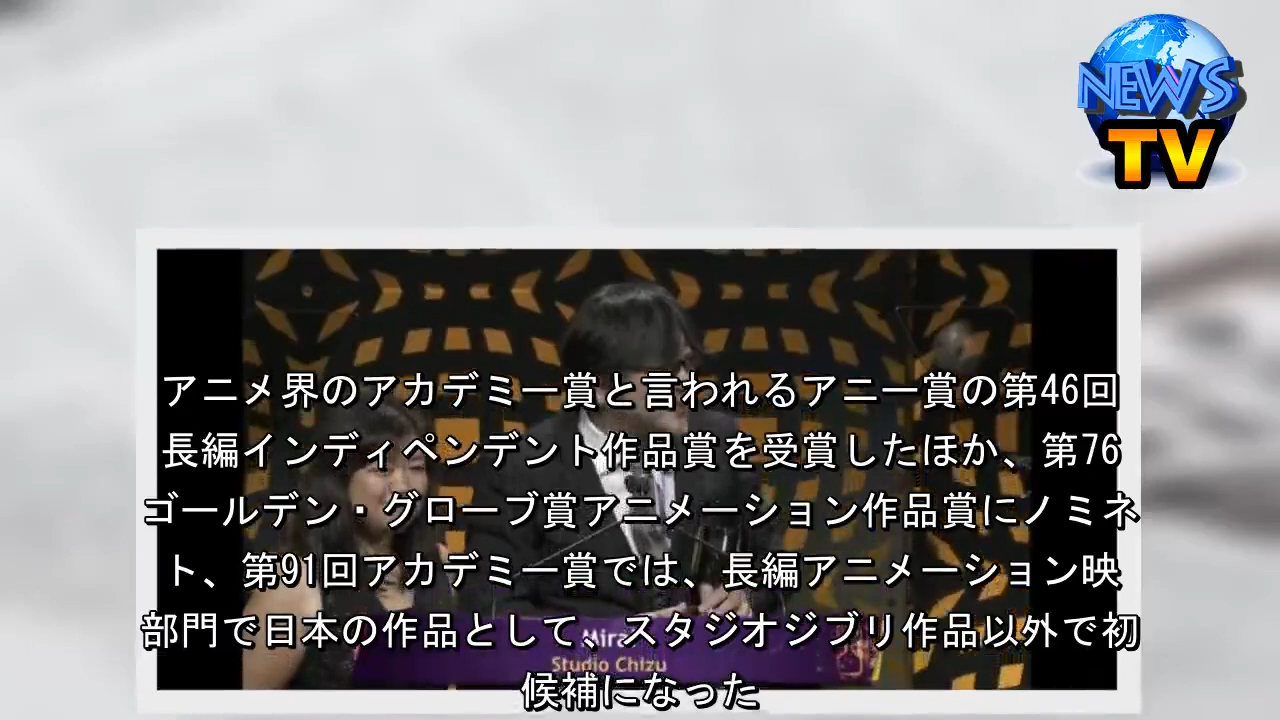 NEWS
TV
アニメ界のアカデミー賞と言われるアニー賞の第46回
長編インディペンデント作品賞を受賞したほか、第76
ゴールデン・グローブ賞アニメーション作品賞にノミネ
ト、第91回アカデミー賞では、長編アニメーション映
部門で日本の作品として、スタジオジブリ作品以外で初
候補になった
Mirai
Studio Chizu